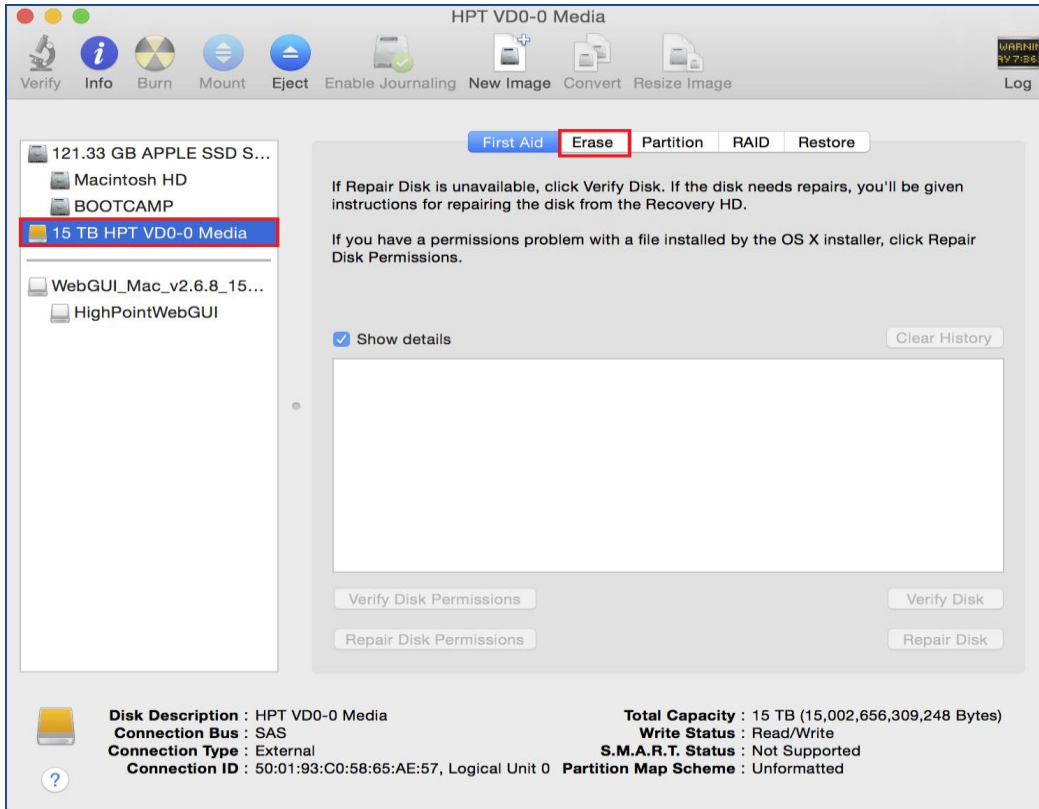 HPT VD0-0 Media
WARNIN
AY 7:36
Verify Info Burn Mount Eject Enable Journaling New Image Convert Resize Image Log
First Aid Erase Partition RAID Restore
121.33 GB APPLE SSD S...
Macintosh HD
BOOTCAMP
15 TB HPT VD0-0 Media
WebGUI_Mac_v2.6.8_15...
HighPointWebGUI
If Repair Disk is unavailable, click Verify Disk. If the disk needs repairs, you'll be given
instructions for repairing the disk from the Recovery HD.
If you have a permissions problem with a file installed by the OS X installer, click Repair
Disk Permissions.
Show details Clear History
Verify Disk Permissions Verify Disk
Repair Disk Permissions Repair Disk
Disk Description : HPT VD0-0 Media Total Capacity : 15 TB (15,002,656,309,248 Bytes)
Connection Bus : SAS Write Status : Read/Write
Connection Type : External S.M.A.R.T. Status : Not Supported
Connection ID : 50:01:93:C0:58:65:AE:57, Logical Unit 0 Partition Map Scheme : Unformatted
?